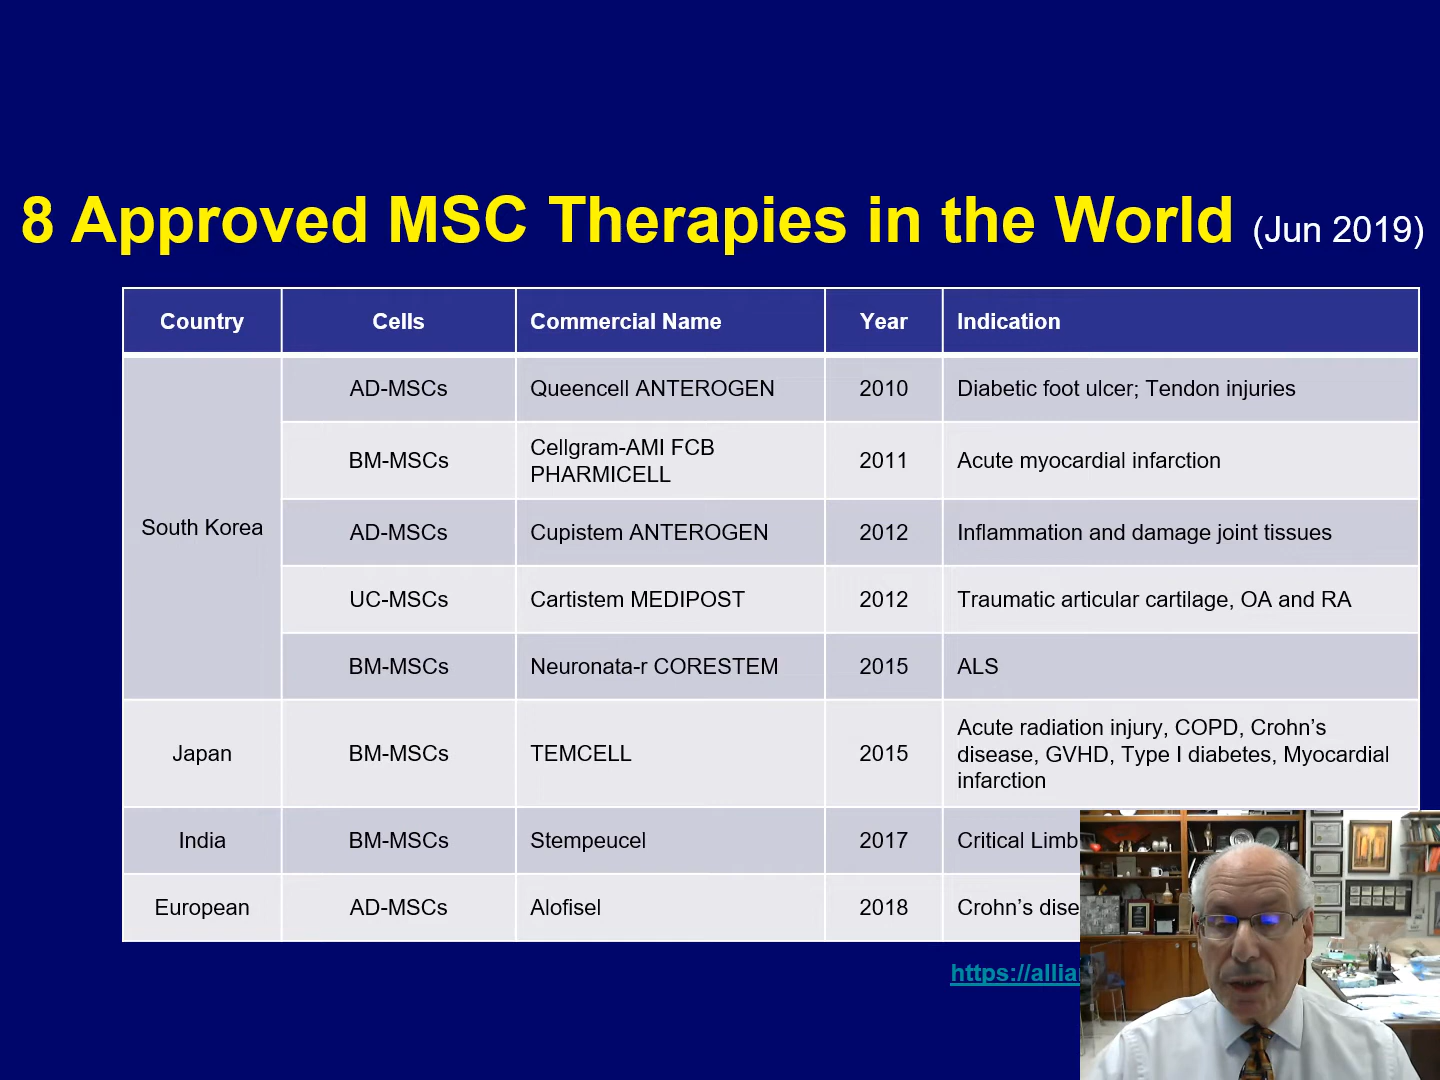 8 Approved MSC Therapies in the World (Jun 2019)
Country Cells Commercial Name Year Indication
South Korea
AD-MSCs Queencell ANTEROGEN 2010 Diabetic foot ulcer; Tendon injuries
BM-MSCs Cellgram-AMI FCB
PHARMICELL 2011 Acute myocardial infarction
AD-MSCs Cupistem ANTEROGEN 2012 Inflammation and damage joint tissues
UC-MSCs Cartistem MEDIPOST 2012 Traumatic articular cartilage, OA and RA
BM-MSCs Neuronata-r CORESTEM 2015 ALS
Japan BM-MSCs TEMCELL 2015 Acute radiation injury, COPD, Crohn’s
disease, GVHD, Type I diabetes, Myocardial
infarction
India BM-MSCs Stempeucel 2017 Critical Limb
European AD-MSCs Alofisel 2018 Crohn’s dise
https://allia